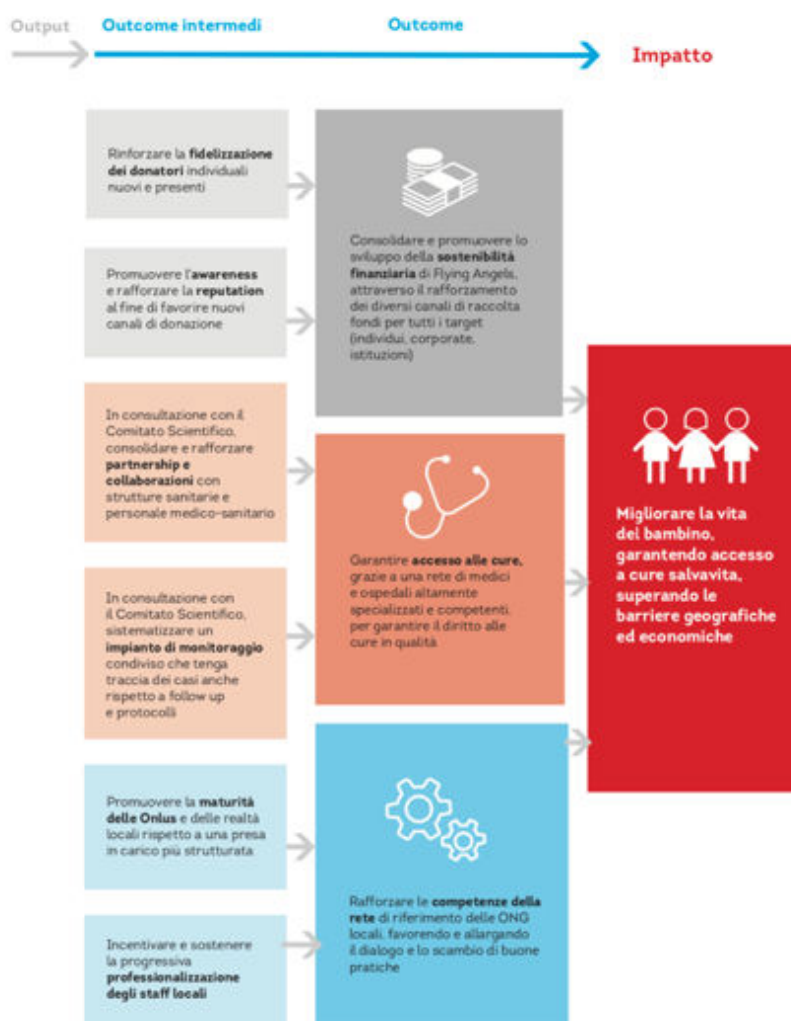 Output
Outcome intermedi
Outcome
Impatto
Rinforzare la fidelizzazione
dei donatori individuali
nuovi e presenti
Promuovere l'awareness
e rafforzare la reputation
al fine di favorire nuovi
canali di donazione
Consolidare e promuovere lo
sviluppo della sostenibilità
finanziaria di Flying Angels,
attraverso il rafforzamento
dei diversi canali di raccolta
fondi per tutti i target
(individui, corporate,
istituzioni)
In consultazione con il
Comitato Scientifico,
consolidare e rafforzare
partnership e
collaborazioni con
strutture sanitarie e
personale medico-sanitario
In consultazione con
il Comitato Scientifico,
sistematizzare un
impianto di monitoraggio
condiviso che tenga
traccia dei casi anche
rispetto a follow up
e protocolli
Garantire accesso alle cure,
grazie a una rete di medici
e ospedali altamente
specializzati e competenti,
per garantire il diritto alle
cure in qualità
Promuovere la maturità
delle Onlus e delle realtà
locali rispetto a una presa
in carico più strutturata
Incentivare e sostenere
la progressiva
professionalizzazione
degli staff locali
Rafforzare le competenze della
rete di riferimento delle ONG
locali, favorendo e allargando
il dialogo e lo scambio di buone
pratiche
Migliorare la vita
del bambino,
garantendo accesso
a cure salvavita,
superando le
barriere geografiche
ed economiche